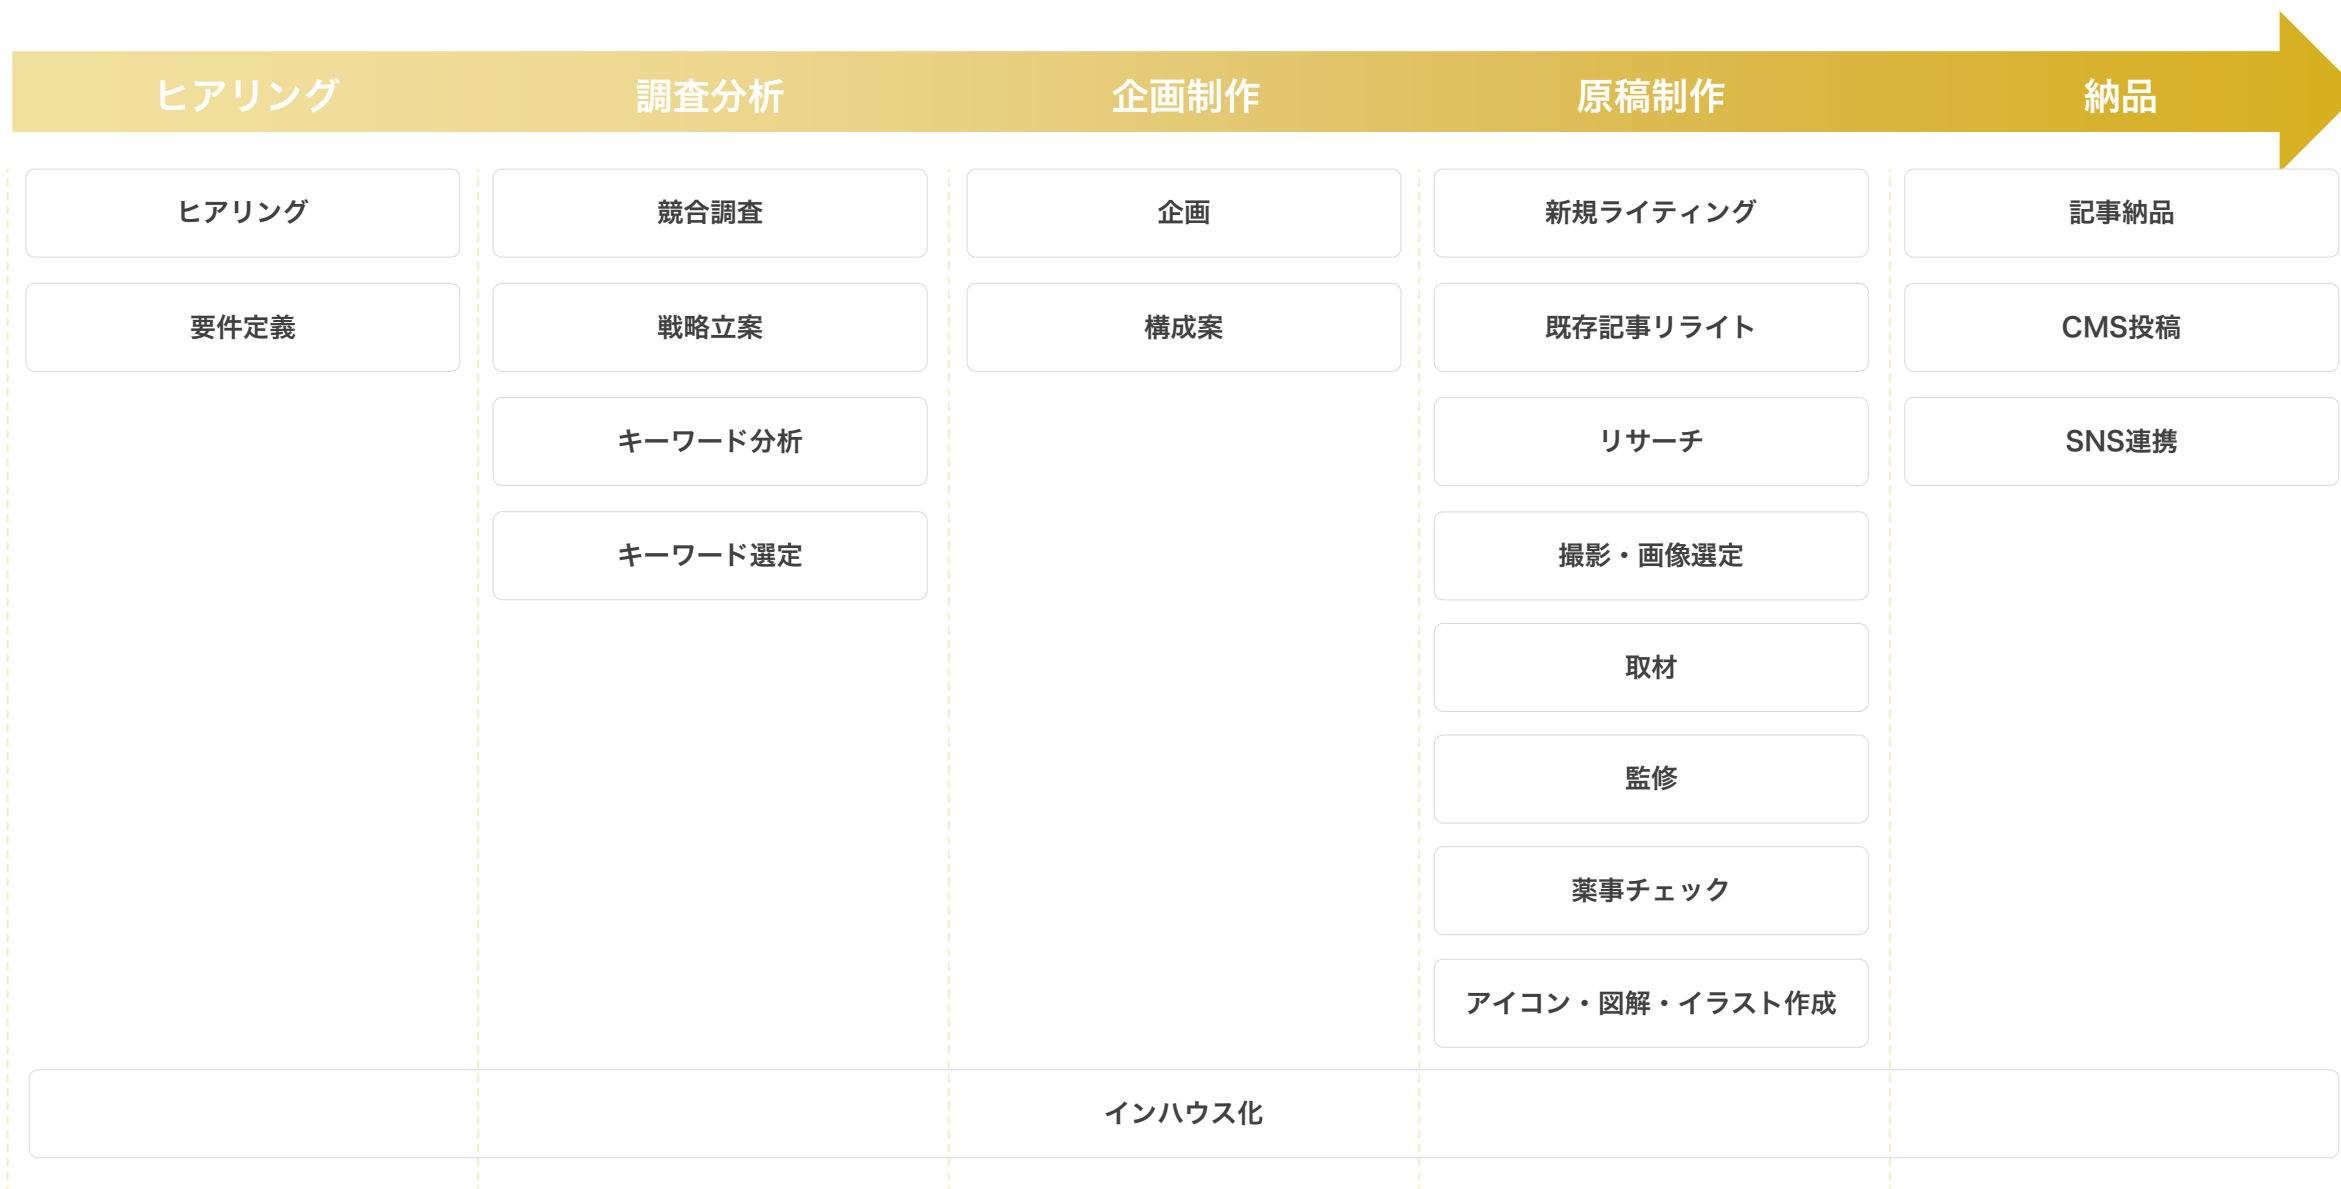 ヒアリング
調査分析
企画制作
原稿制作
納品
ヒアリング
要件定義
競合調査
戦略立案
キーワード分析
キーワード選定
企画
構成案
新規ライティング
既存記事リライト
リサーチ
撮影・画像選定
取材
監修
薬事チェック
アイコン・図解・イラスト作成
記事納品
CMS投稿
SNS連携
インハウス化